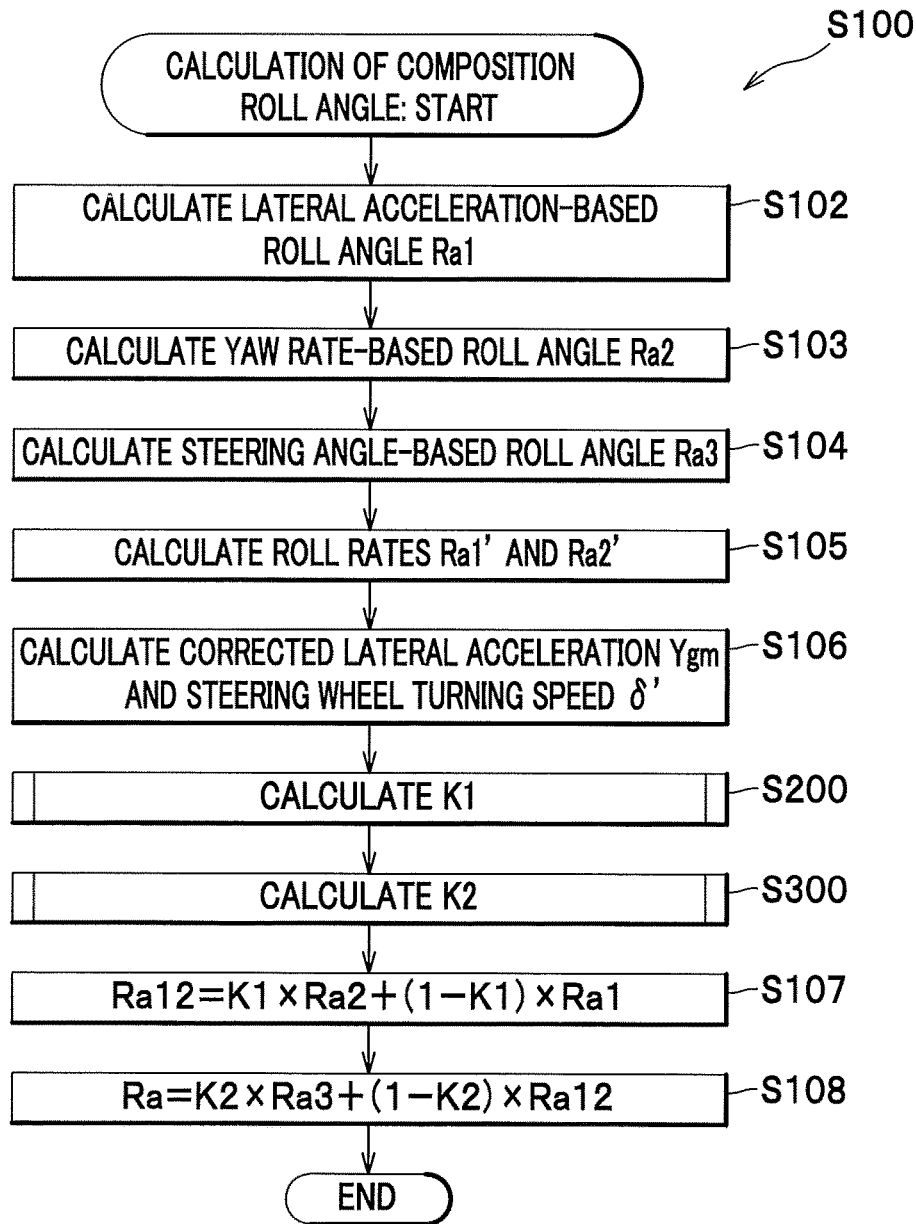 S100
CALCULATION OF COMPOSITION
ROLL ANGLE: START
CALCULATE LATERAL ACCELERATION-BASED
ROLL ANGLE Ra1
S102
CALCULATE YAW RATE-BASED ROLL ANGLE Ra2
S103
CALCULATE STEERING ANGLE-BASED ROLL ANGLE Ra3
S104
CALCULATE ROLL RATES Ra1' AND Ra2'
S105
CALCULATE CORRECTED LATERAL ACCELERATION Ygm
AND STEERING WHEEL TURNING SPEED δ'
S106
CALCULATE K1
S200
CALCULATE K2
S300
Ra12=K1×Ra2+(1-K1)×Ra1
S107
Ra=K2×Ra3+(1-K2)×Ra12
S108
END